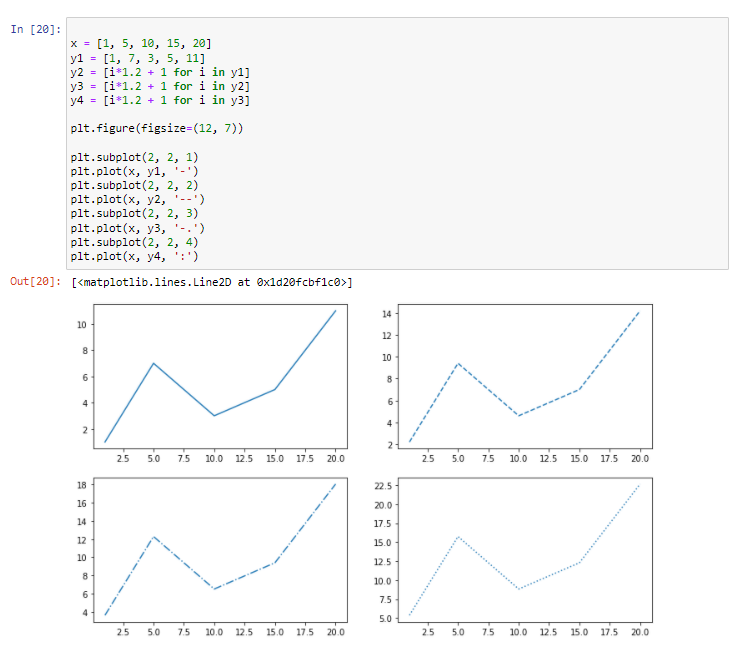 In [20]:
x = [1, 5, 10, 15, 20]
y1 = [1, 7, 3, 5, 11]
y2 = [i*1.2 + 1 for i in y1]
y3 = [i*1.2 + 1 for i in y2]
y4 = [i*1.2 + 1 for i in y3]
plt.figure(figsize=(12, 7))
plt.subplot(2, 2, 1)
plt.plot(x, y1, '-')
plt.subplot(2, 2, 2)
plt.plot(x, y2, '--')
plt.subplot(2, 2, 3)
plt.plot(x, y3, '-.')
plt.subplot(2, 2, 4)
plt.plot(x, y4, ':')
Out[20]: [<matplotlib.lines.Line2D at 0x1d20fcbf1c0>]
10
8
6
4
2
2.5 5.0 7.5 10.0 12.5 15.0 17.5 20.0
14
12
10
8
6
4
2
2.5 5.0 7.5 10.0 12.5 15.0 17.5 20.0
18
16
14
12
10
8
6
4
2.5 5.0 7.5 10.0 12.5 15.0 17.5 20.0
22.5
20.0
17.5
15.0
12.5
10.0
7.5
5.0
2.5 5.0 7.5 10.0 12.5 15.0 17.5 20.0